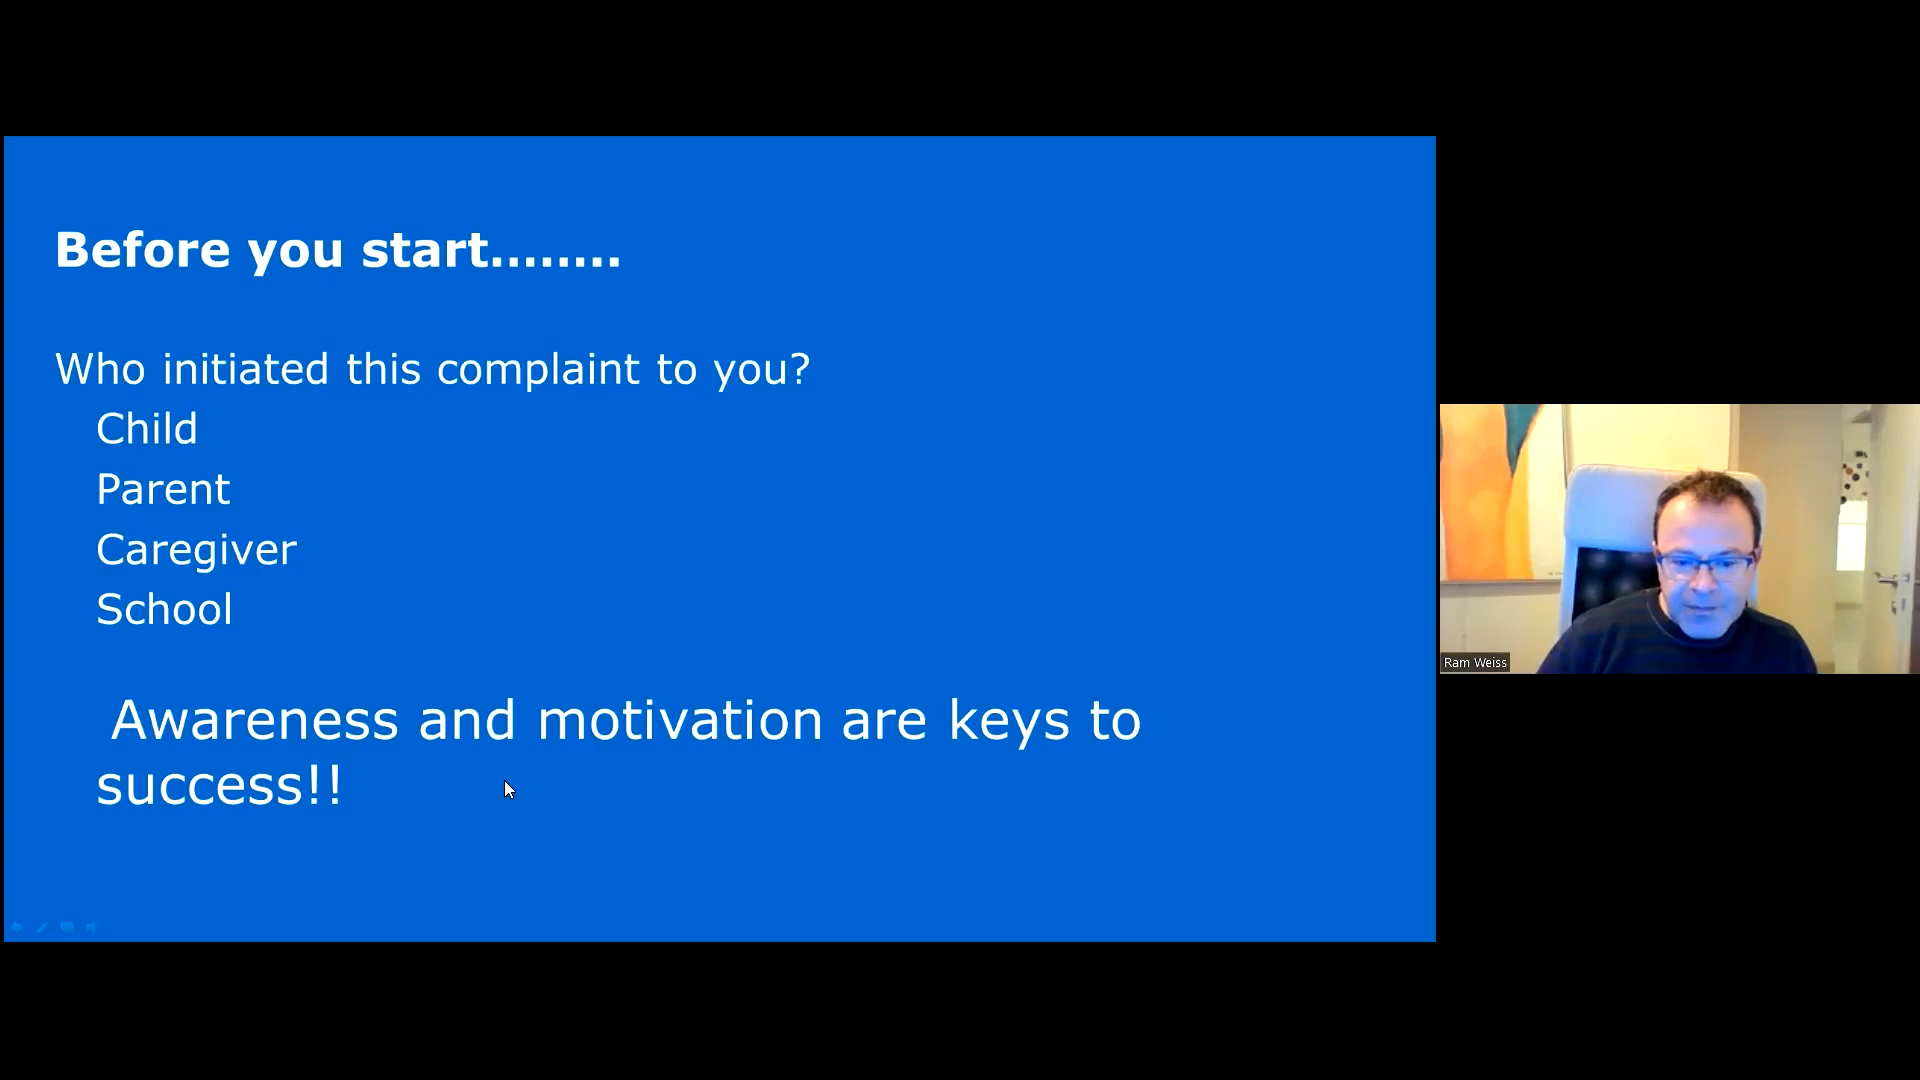 Before you start........
Who initiated this complaint to you?
Child
Parent
Caregiver
School
Awareness and motivation are keys to
success!!
Ram Weiss